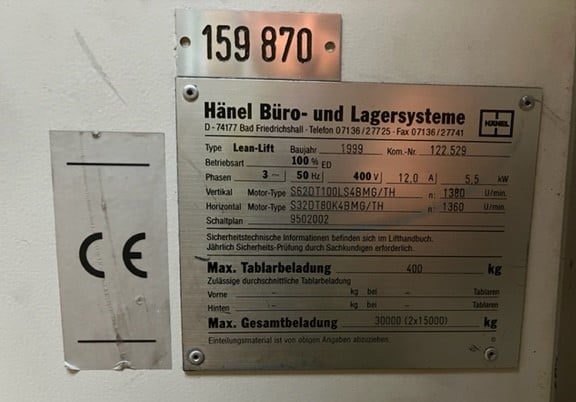 159 870
Hänel Büro- und Lagersysteme
D-74177 Bad Friedrichshall - Telefon 07136/27725 - Fax 07136/27741
HÄNEL
Type Lean-Lift Baujahr 1999 Kom.-Nr. 122.529
Betriebsart 100 % ED
Phasen 3 ~ 50 Hz 400 V 12,0 A 5,5 kW
Vertikal Motor-Type S62DT100LS4BMG/TH n: 1380 U/min.
Horizontal Motor-Type S32DT80K4BMG/TH n: 1360 U/min.
Schaltplan 9502002
Sicherheitstechnische Informationen befinden sich im Lifthandbuch.
Jährlich Sicherheits-Prüfung durch Sachkundigen erforderlich.
Max. Tablarbeladung 400 kg
Zulässige durchschnittliche Tablarbeladung
Vorne - kg bei - Tablaren
Hinten - kg bei - Tablaren
Max. Gesamtbeladung 30000 (2x15000) kg
Einteilungsmaterial ist von obigen Angaben abzuziehen.
CE